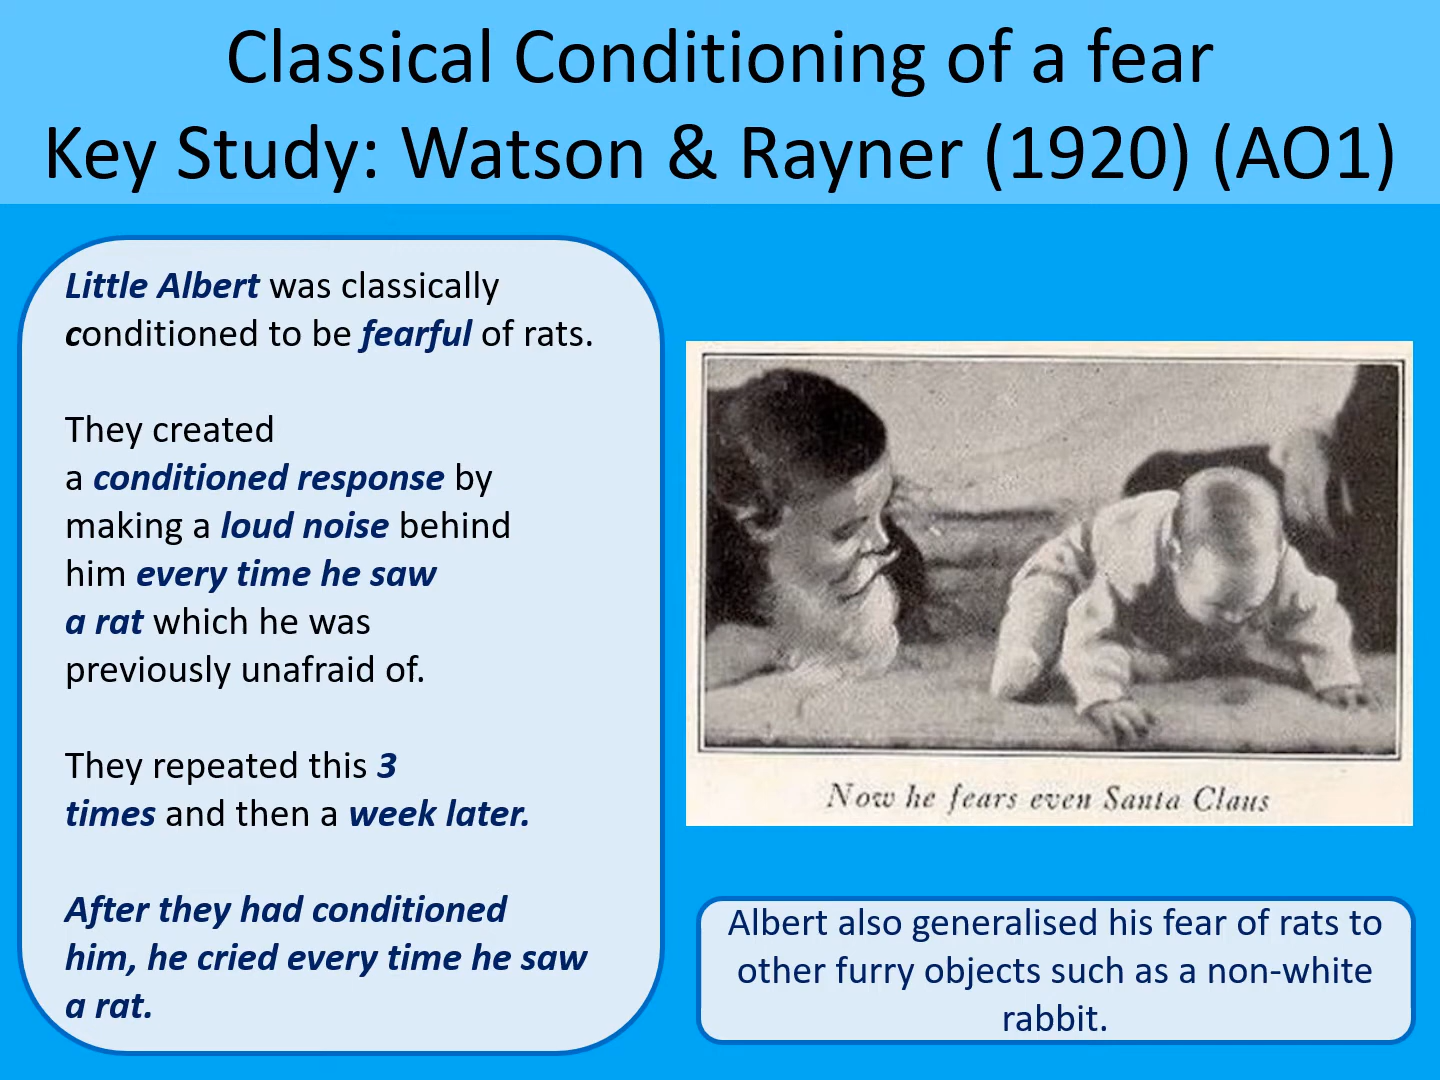 Classical Conditioning of a fear
Key Study: Watson & Rayner (1920) (AO1)
Little Albert was classically
conditioned to be fearful of rats.
They created
a conditioned response by
making a loud noise behind
him every time he saw
a rat which he was
previously unafraid of.
They repeated this 3
times and then a week later.
After they had conditioned
him, he cried every time he saw
a rat.
Now he fears even Santa Claus
Albert also generalised his fear of rats to
other furry objects such as a non-white
rabbit.